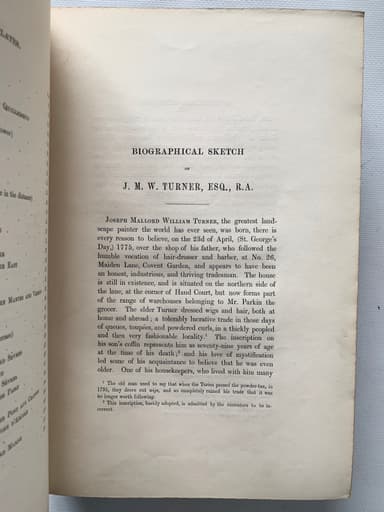 LATES.
BIOGRAPHICAL SKETCH
OF
J. M. W. TURNER, ESQ., R.A.
JOSEPH MALLORD WILLIAM TURNER, the greatest land-
scape painter the world has ever seen, was born, there is
every reason to believe, on the 23d of April, (St. George's
Day,) 1775, over the shop of his father, who followed the
humble vocation of hair-dresser and barber, at No. 26,
Maiden Lane, Covent Garden, and appears to have been
an honest, industrious, and thriving tradesman. The house
is still in existence, and is situated on the northern side of
the lane, at the corner of Hand Court, but now forms part
of the range of warehouses belonging to Mr. Parkin the
grocer. The elder Turner dressed wigs and hair, both at
home and abroad; a tolerably lucrative trade in those days
of queues, toupées, and powdered curls, in a thickly peopled
and then very fashionable locality.¹ The inscription on
his son's coffin represents him as seventy-nine years of age
at the time of his death;² and his love of mystification
led some of his acquaintance to believe that he was even
older. One of his housekeepers, who lived with him many
¹ The old man used to say that when the Tories passed the powder-tax, in
1795, they drove out wigs, and so completely ruined his trade that it was
no longer worth following.
² This inscription, hastily adopted, is admitted by the executors to be in-
correct.